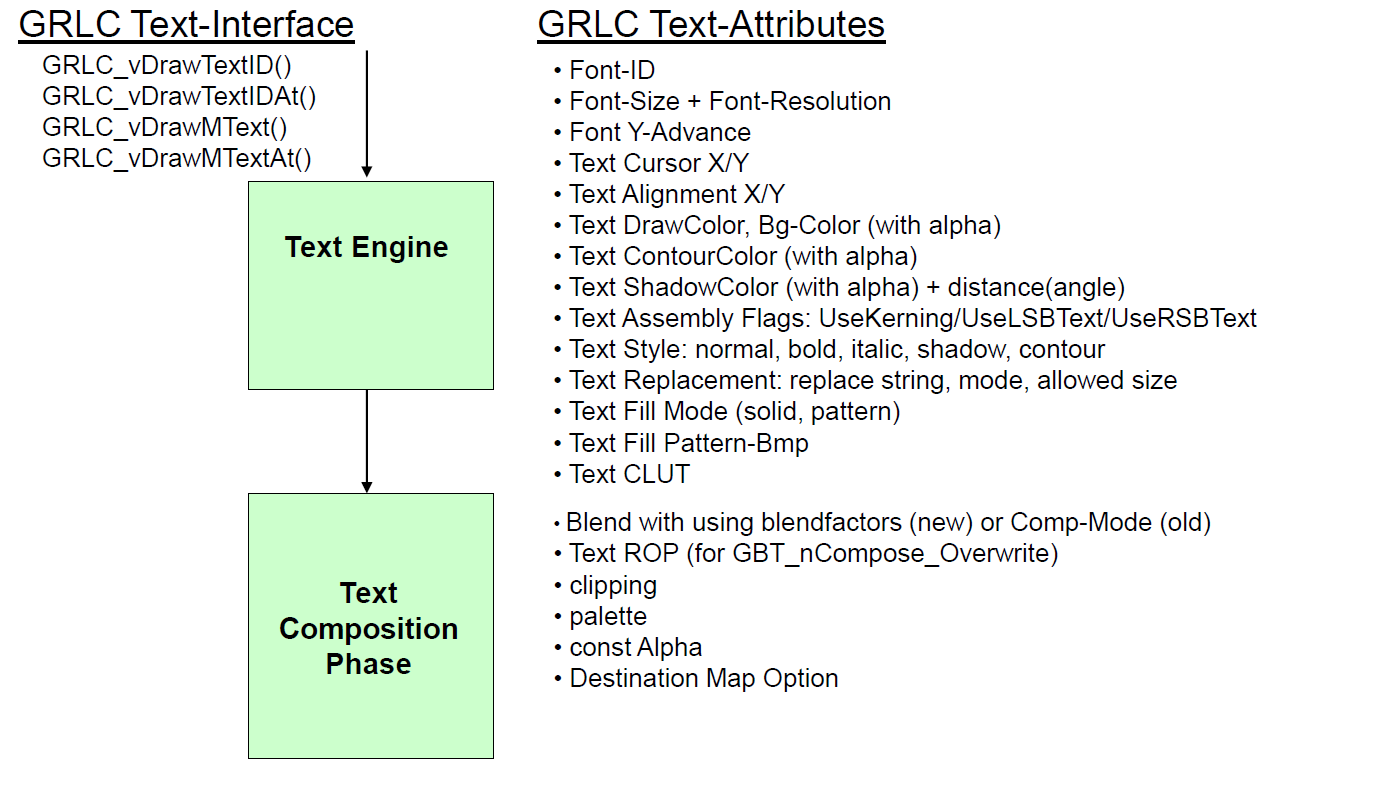 GRLC Text-Interface
GRLC_vDrawTextID()
GRLC_vDrawTextIDAt()
GRLC_vDrawMText()
GRLC_vDrawMTextAt()
Text Engine
Text
Composition
Phase
GRLC Text-Attributes
• Font-ID
• Font-Size + Font-Resolution
• Font Y-Advance
• Text Cursor X/Y
• Text Alignment X/Y
• Text DrawColor, Bg-Color (with alpha)
• Text ContourColor (with alpha)
• Text ShadowColor (with alpha) + distance(angle)
• Text Assembly Flags: UseKerning/UseLSBText/UseRSBText
• Text Style: normal, bold, italic, shadow, contour
• Text Replacement: replace string, mode, allowed size
• Text Fill Mode (solid, pattern)
• Text Fill Pattern-Bmp
• Text CLUT
• Blend with using blendfactors (new) or Comp-Mode (old)
• Text ROP (for GBT_nCompose_Overwrite)
• clipping
• palette
• const Alpha
• Destination Map Option